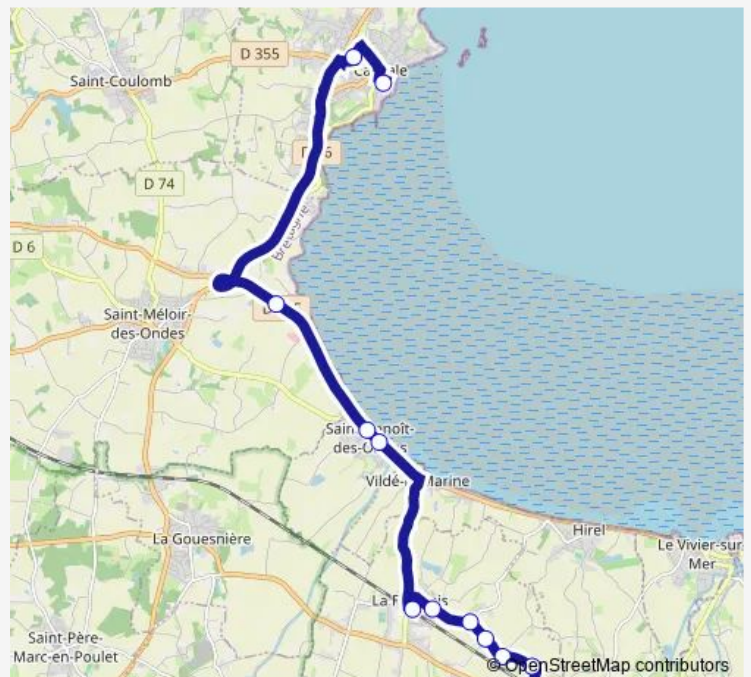 D 355
Saint-Coulomb
D 74
D 6
Bretagne
Saint-Méloir-
des-Ondes
Vildé-
Marine
Hirel
Le Vivier-sur
Mer
La Gouesnière
Saint-Père-
Marc-en-Poulet
© OpenStreetMap contributors